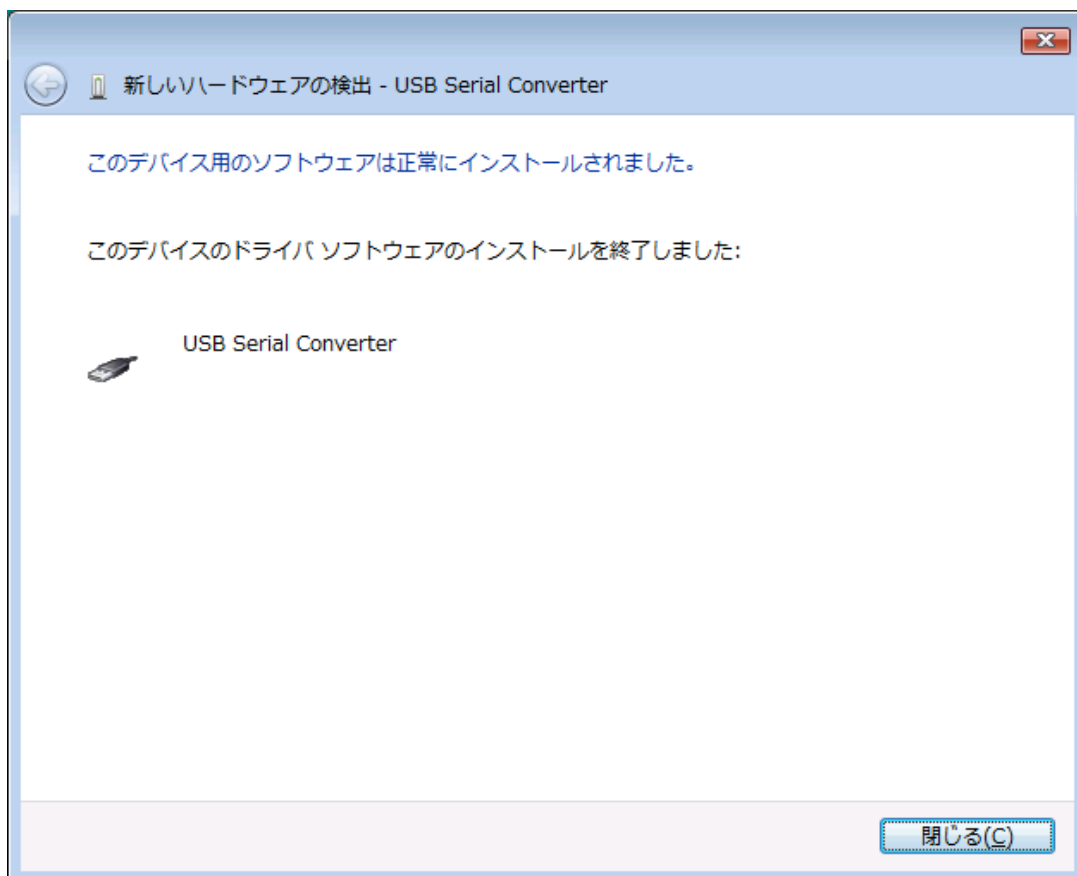 新しいハードウェアの検出 - USB Serial Converter
このデバイス用のソフトウェアは正常にインストールされました。
このデバイスのドライバ ソフトウェアのインストールを終了しました:
USB Serial Converter
閉じる(C)